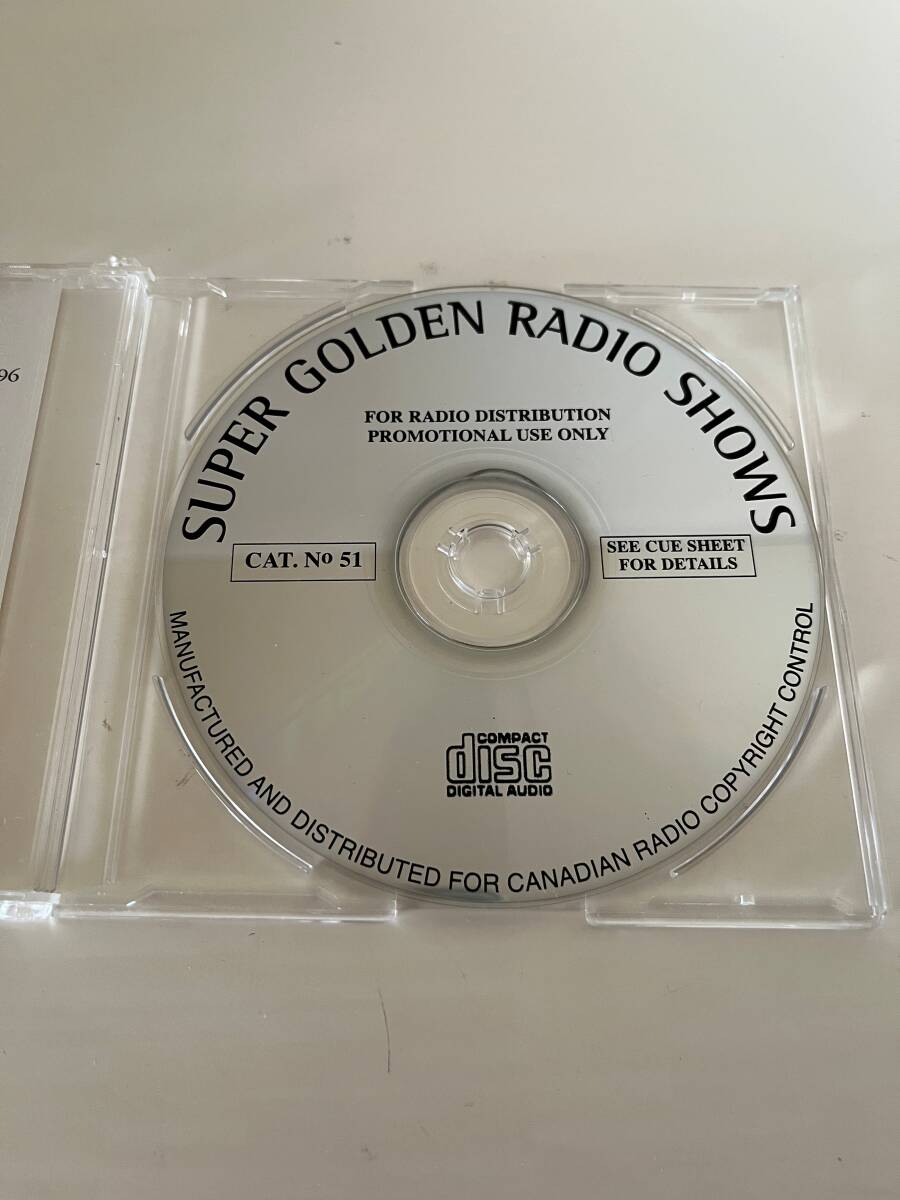 96
SUPER GOLDEN RADIO SHOWS
FOR RADIO DISTRIBUTION
PROMOTIONAL USE ONLY
CAT. No 51
SEE CUE SHEET
FOR DETAILS
COMPACT
disc
DIGITAL AUDIO
MANUFACTURED AND DISTRIBUTED FOR CANADIAN RADIO COPYRIGHT CONTROL